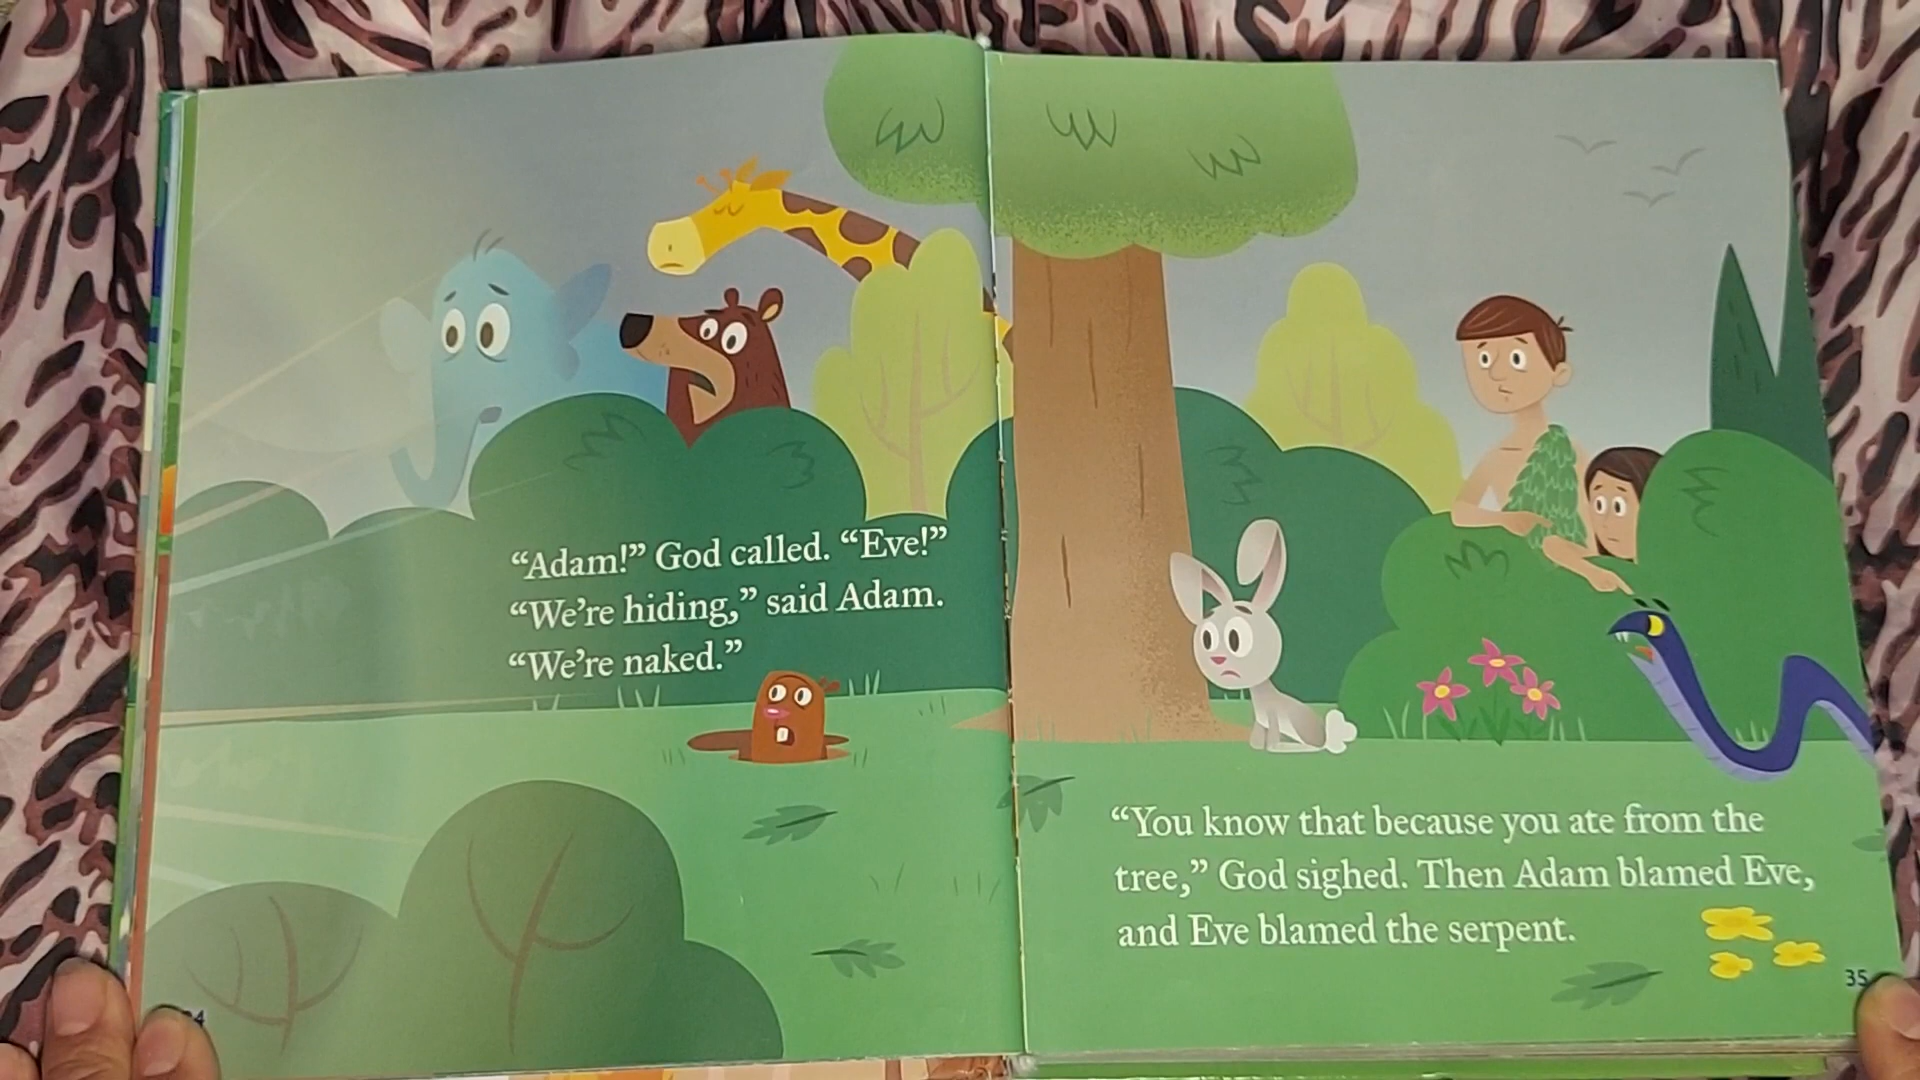 “Adam!” God called. “Eve!”
“We’re hiding,” said Adam.
“We’re naked.”
“You know that because you ate from the
tree,” God sighed. Then Adam blamed Eve,
and Eve blamed the serpent.
35